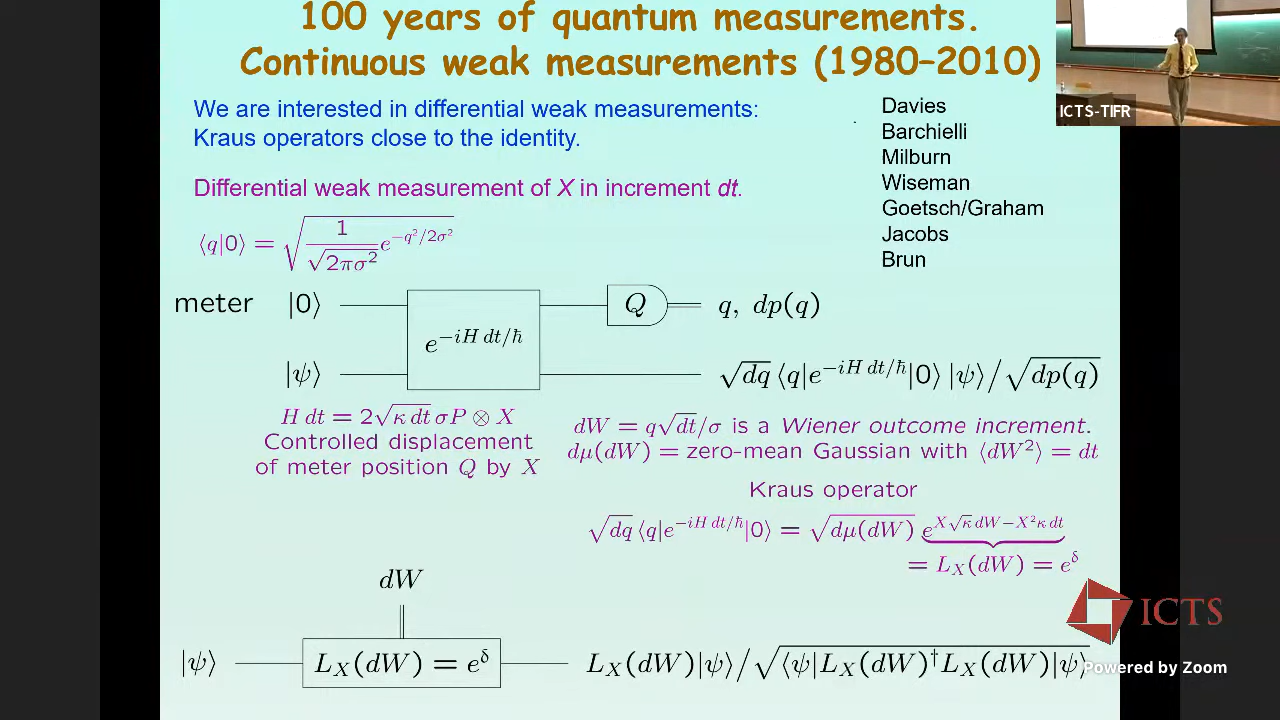 100 years of quantum measurements.
Continuous weak measurements (1980–2010)
We are interested in differential weak measurements:
Kraus operators close to the identity.
Davies
Barchielli
Milburn
Wiseman
Goetsch/Graham
Jacobs
Brun
ICTS-TIFR
Differential weak measurement of X in increment dt.
⟨q|0⟩ = √(1/√(2πσ²)) e^{−q²/2σ²}
meter |0⟩ Q q, dp(q)
e^{−iH dt/ħ}
|ψ⟩ √dq ⟨q|e^{−iH dt/ħ}|0⟩ |ψ⟩/√dp(q)
H dt = 2√(κ dt) σP ⊗ X
Controlled displacement
of meter position Q by X
dW = q√dt/σ is a Wiener outcome increment.
dμ(dW) = zero-mean Gaussian with ⟨dW²⟩ = dt
Kraus operator
√dq ⟨q|e^{−iH dt/ħ}|0⟩ = √dμ(dW) e^{X√κ dW−X²κ dt}
= L_X(dW) = e^δ
dW
|ψ⟩ L_X(dW) = e^δ L_X(dW)|ψ⟩/√⟨ψ|L_X(dW)†L_X(dW)|ψ⟩
ICTS
Powered by Zoom